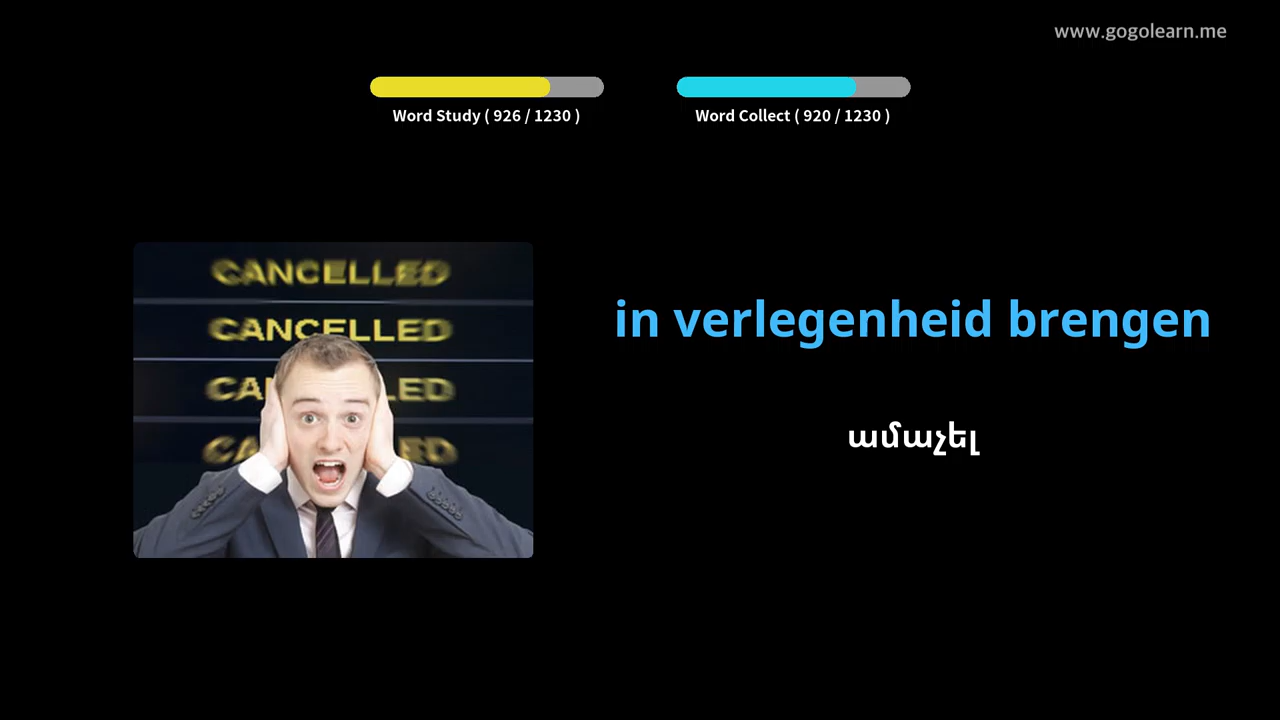 www.gogolearn.me
Word Study ( 926 / 1230 )
Word Collect ( 920 / 1230 )
CANCELLED
CANCELLED
in verlegenheid brengen
ամաչել